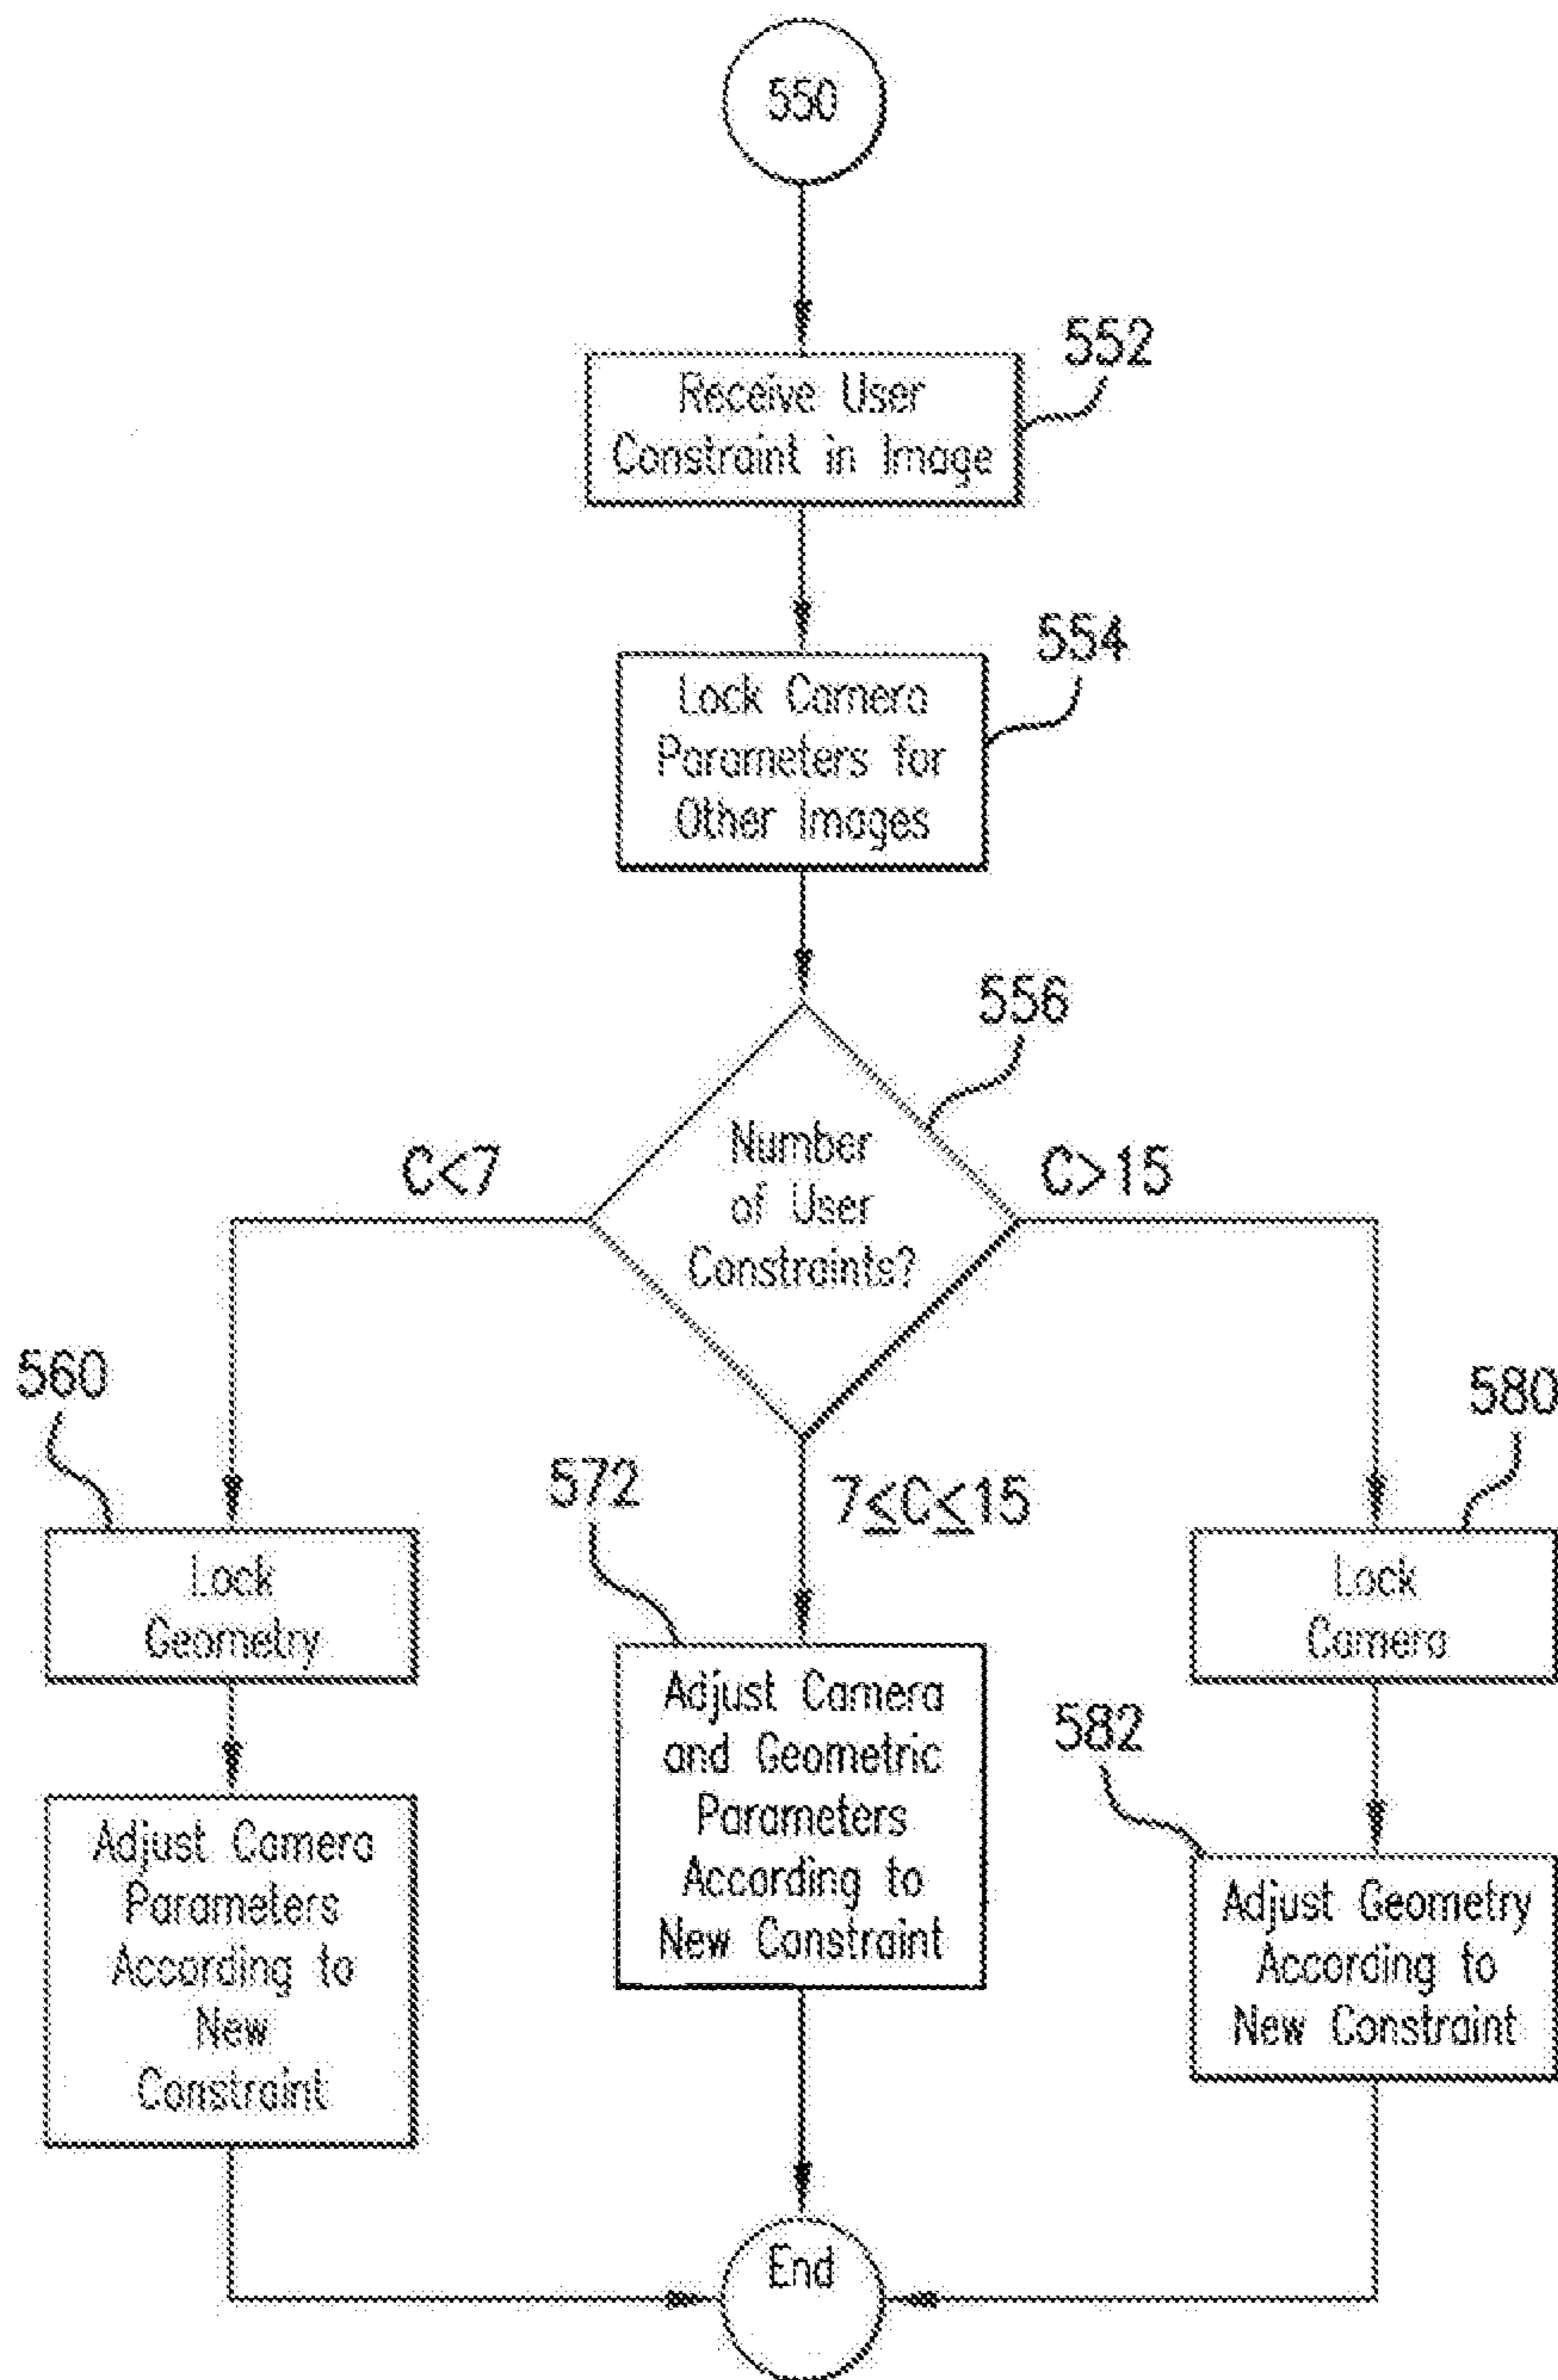 550
552
Receive User
Constraint in Image
554
Lock Camera
Parameters for
Other Images
556
Number
of User
Constraints?
C<7
C>15
7≤C≤15
560
Lock
Geometry
Adjust Camera
Parameters
According to
New
Constraint
572
Adjust Camera
and Geometric
Parameters
According to
New Constraint
580
Lock
Camera
582
Adjust Geometry
According to
New Constraint
End